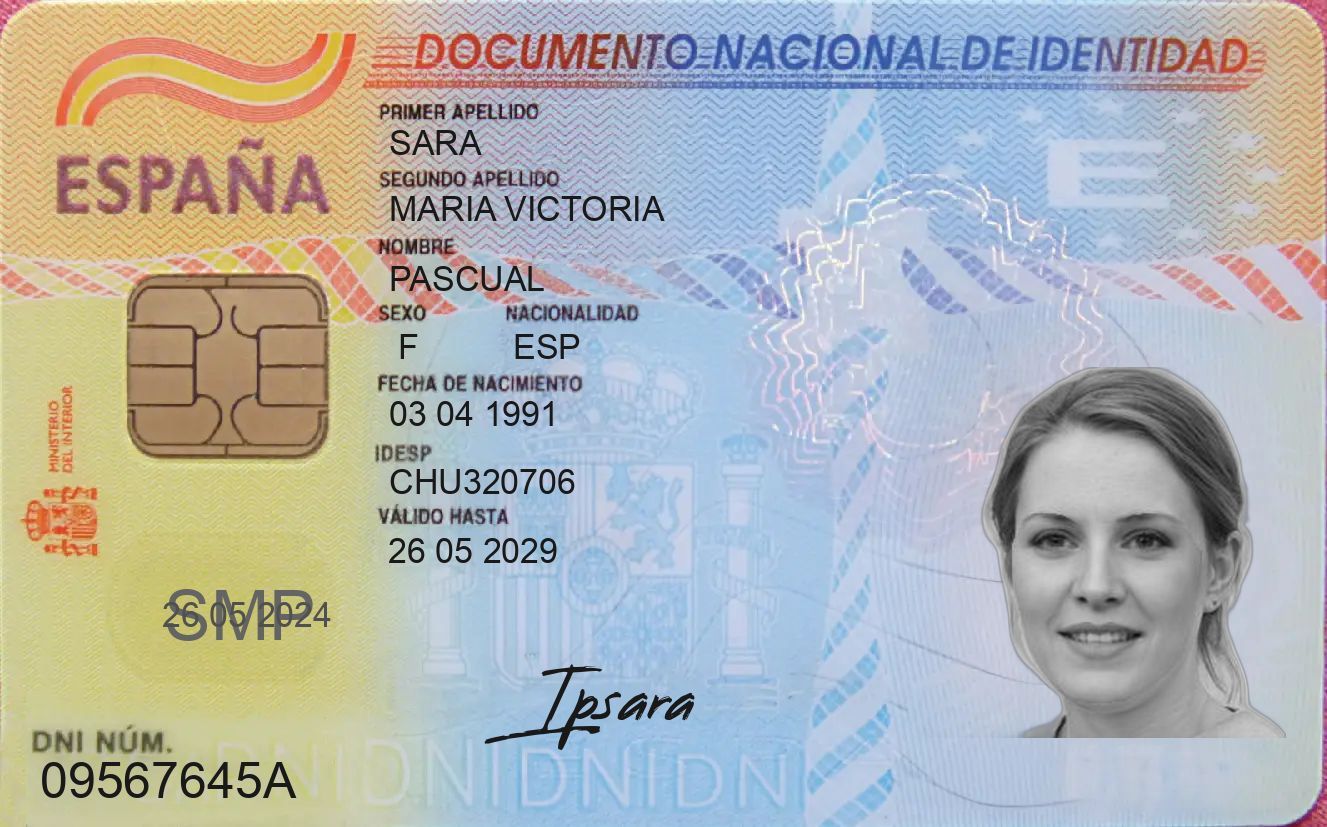 DOCUMENTO NACIONAL DE IDENTIDAD
ESPAÑA
PRIMER APELLIDO
SARA
SEGUNDO APELLIDO
MARIA VICTORIA
NOMBRE
PASCUAL
SEXO NACIONALIDAD
F ESP
FECHA DE NACIMIENTO
03 04 1991
IDESP
CHU320706
VÁLIDO HASTA
26 05 2029
MINISTERIO
DEL INTERIOR
E
26 05 2024
SMP
Ipsara
DNI NÚM.
09567645A
DNIDNIDNIDNI